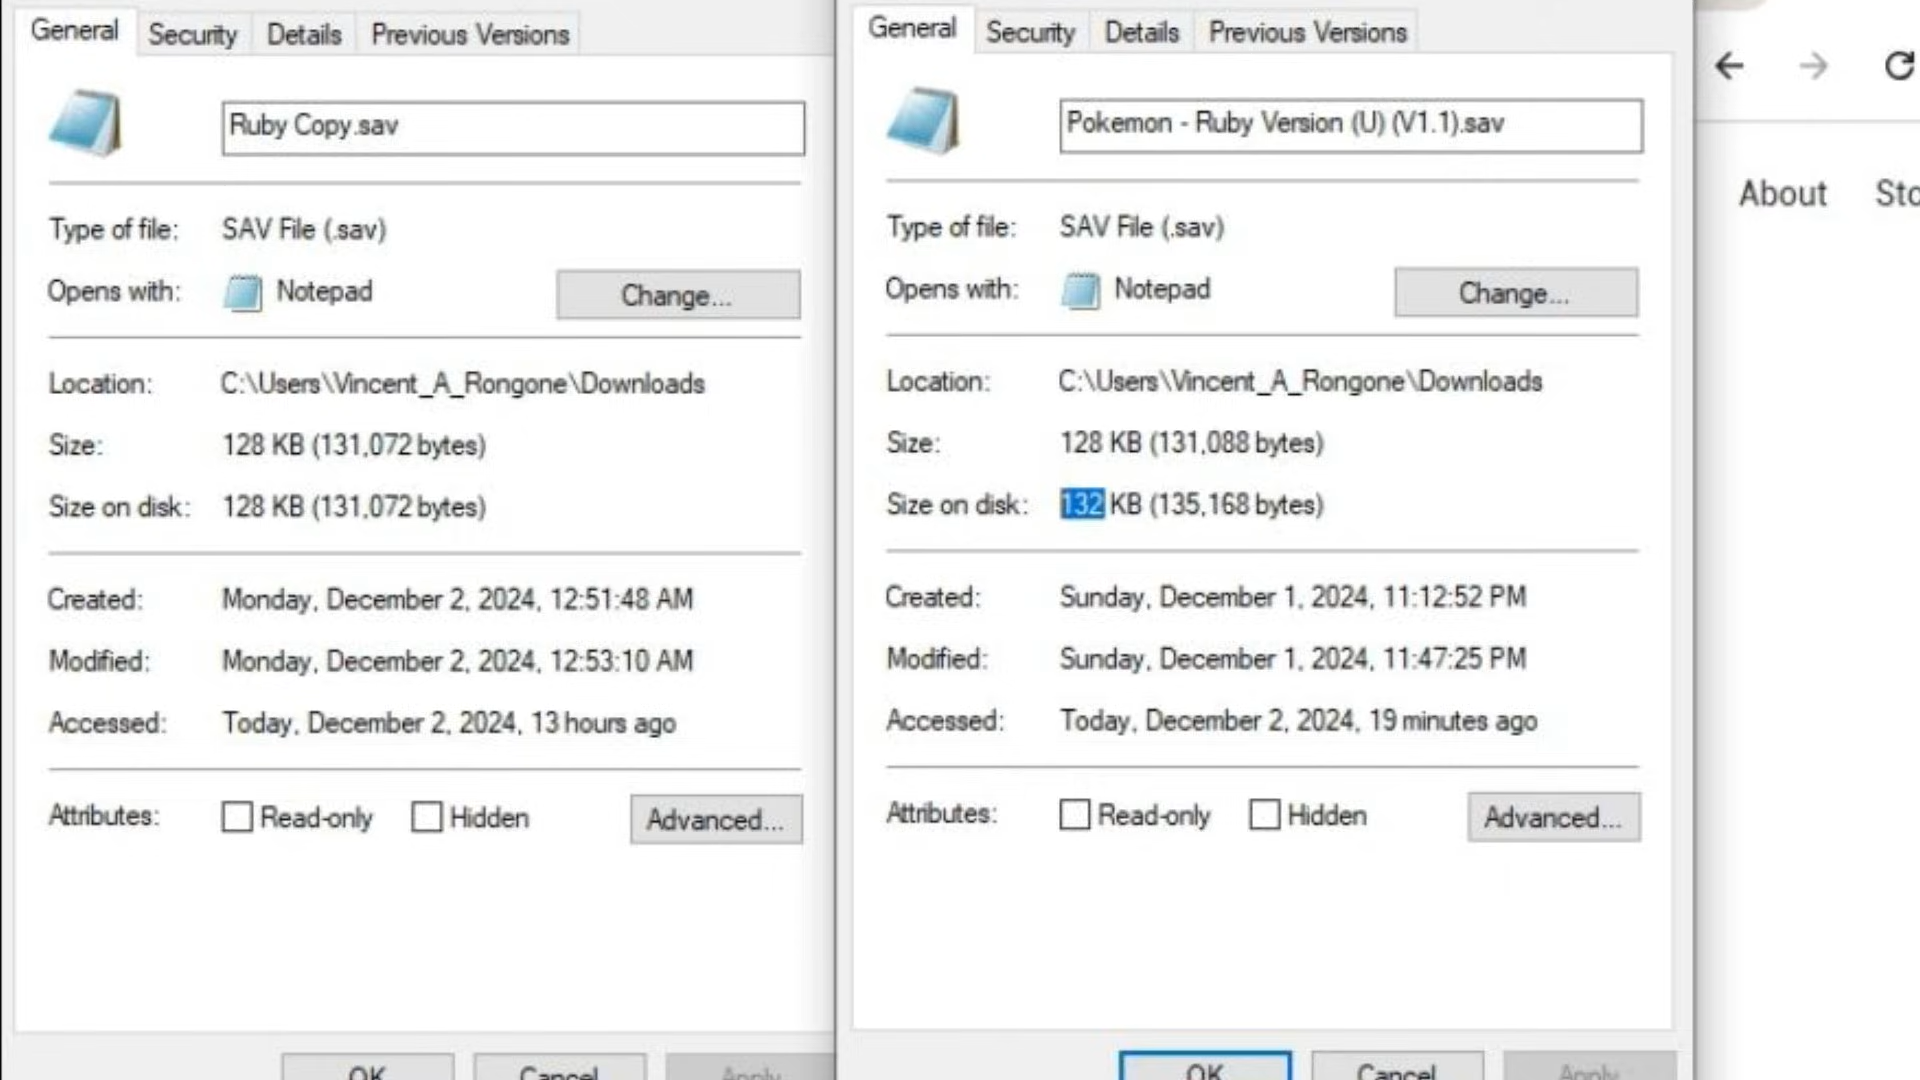 General Security Details Previous Versions
Ruby Copy.sav
Type of file: SAV File (.sav)
Opens with: Notepad Change...
Location: C:\Users\Vincent_A_Rongone\Downloads
Size: 128 KB (131,072 bytes)
Size on disk: 128 KB (131,072 bytes)
Created: Monday, December 2, 2024, 12:51:48 AM
Modified: Monday, December 2, 2024, 12:53:10 AM
Accessed: Today, December 2, 2024, 13 hours ago
Attributes: Read-only Hidden Advanced...
OK Cancel Apply
General Security Details Previous Versions
Pokemon - Ruby Version (U) (V1.1).sav
Type of file: SAV File (.sav)
Opens with: Notepad Change...
Location: C:\Users\Vincent_A_Rongone\Downloads
Size: 128 KB (131,088 bytes)
Size on disk: 132 KB (135,168 bytes)
Created: Sunday, December 1, 2024, 11:12:52 PM
Modified: Sunday, December 1, 2024, 11:47:25 PM
Accessed: Today, December 2, 2024, 19 minutes ago
Attributes: Read-only Hidden Advanced...
OK Cancel Apply
About